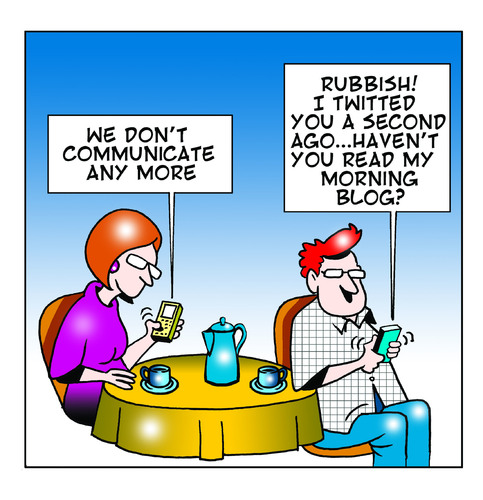 WE DON'T
COMMUNICATE
ANY MORE
RUBBISH!
I TWITTED
YOU A SECOND
AGO...HAVEN'T
YOU READ MY
MORNING
BLOG?